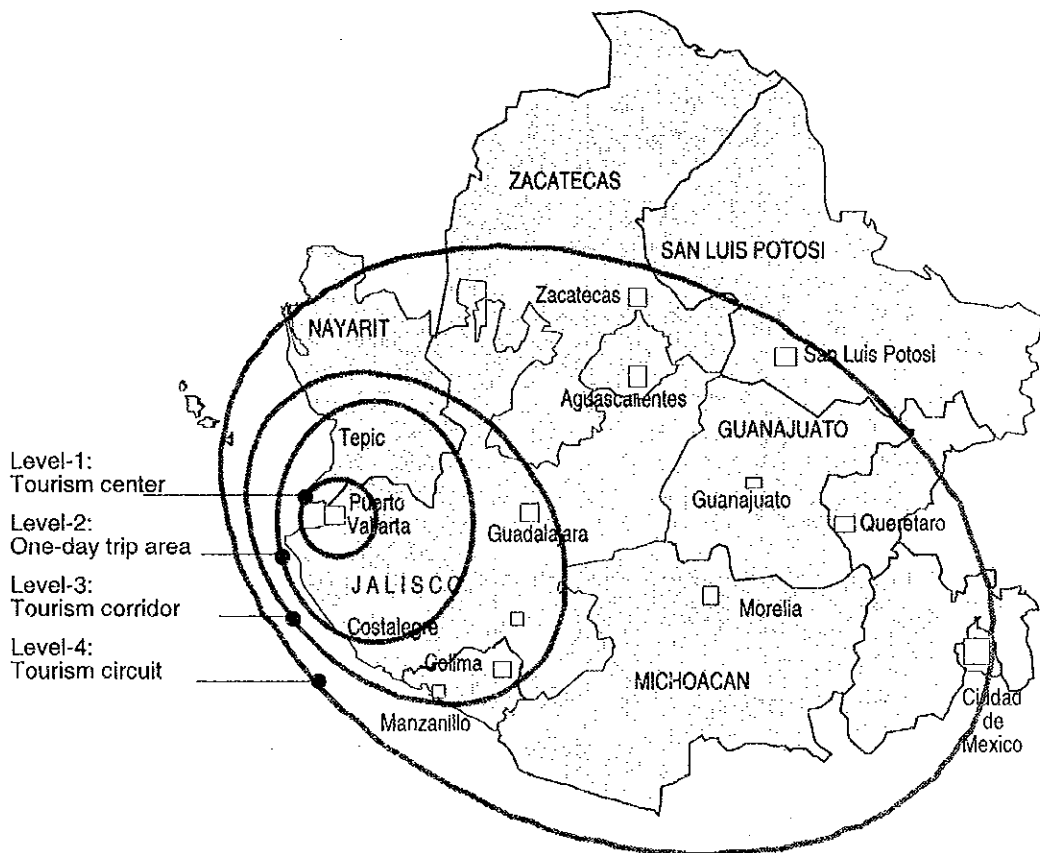 ZACATECAS
SAN LUIS POTOSI
Zacatecas
NAYARIT
San Luis Potosi
Aguascalientes
GUANAJUATO
Tepic
Level-1:
Tourism center
Puerto
Vallarta
Guanajuato
Guadalajara
Queretaro
Level-2:
One-day trip area
JALISCO
Level-3:
Tourism corridor
Morelia
Costalegre
Level-4:
Tourism circuit
Colima
MICHOACAN
Manzanillo
Ciudad
de
Mexico